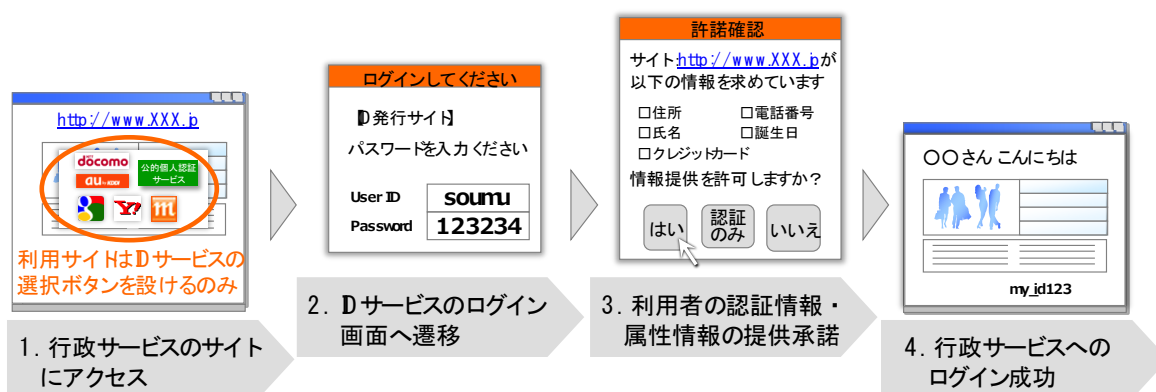 http://www.XXX.jp
docomo
au by KDDI
公的個人認証
サービス
Y!
m
利用サイトはIDサービスの
選択ボタンを設けるのみ
1. 行政サービスのサイト
にアクセス
ログインしてください
【ID発行サイト】
パスワードを入力ください
User ID
soumu
Password
123234
2. IDサービスのログイン
画面へ遷移
許諾確認
サイト:http://www.XXX.jpが
以下の情報を求めています
□住所 □電話番号
□氏名 □誕生日
□クレジットカード
情報提供を許可しますか？
はい
認証
のみ
いいえ
3. 利用者の認証情報・
属性情報の提供承諾
〇〇さん こんにちは
my_id123
4. 行政サービスへの
ログイン成功